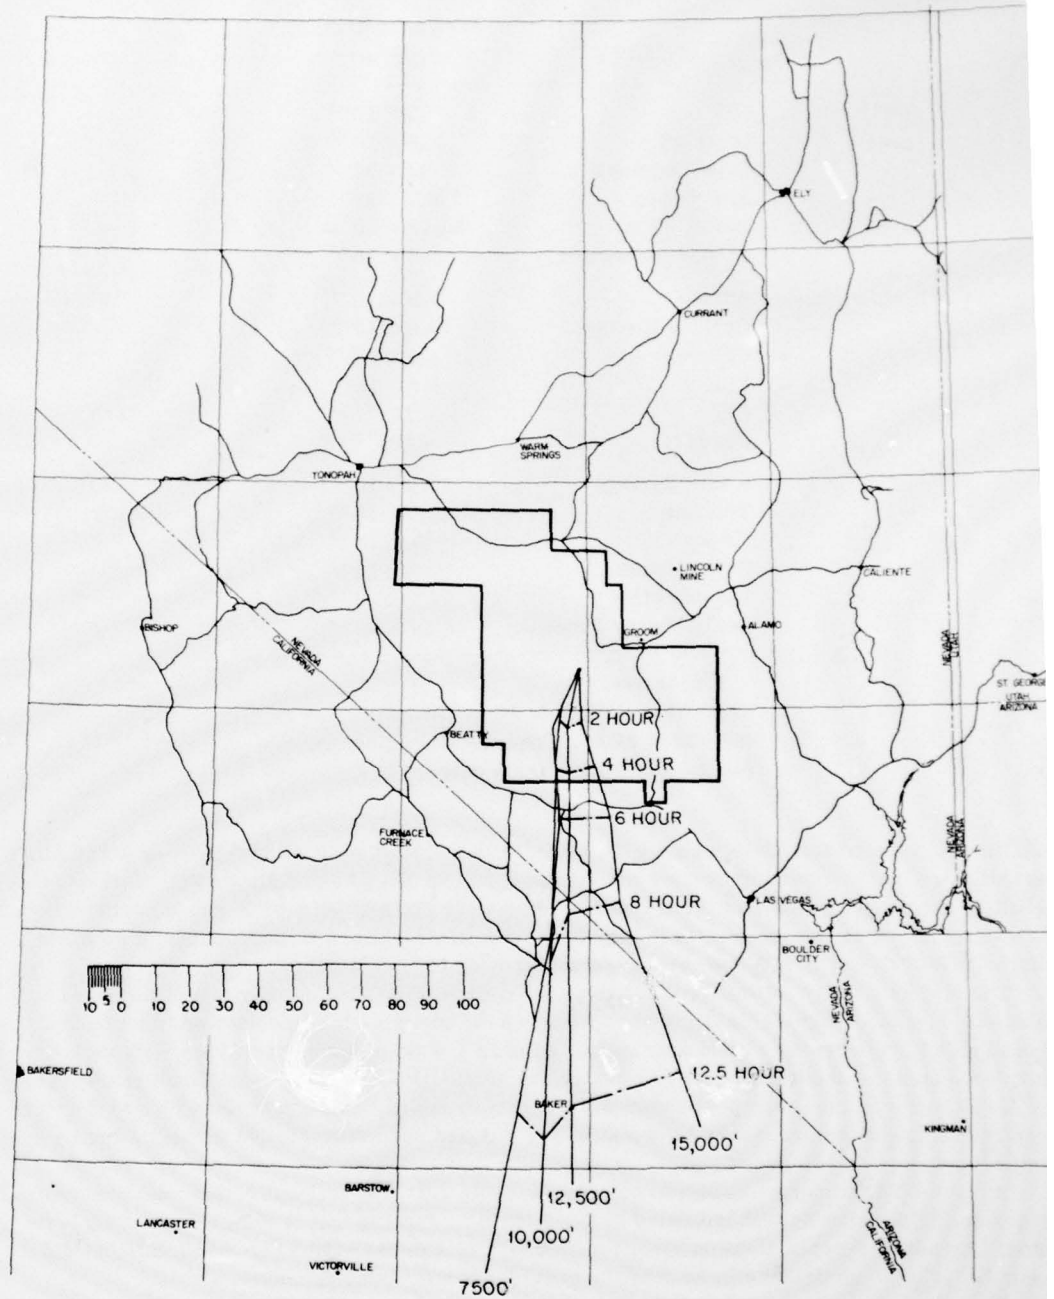 ELY
CURRANT
WARM
SPRINGS
TONOPAH
LINCOLN
MINE
CALIENTE
BISHOP
NEVADA
CALIFORNIA
GROOM
ALAMO
NEVADA
UTAH
ST. GEORGE
UTAH
ARIZONA
2 HOUR
BEATTY
4 HOUR
6 HOUR
FURNACE
CREEK
NEVADA
ARIZONA
8 HOUR
LAS VEGAS
BOULDER
CITY
10 5 0 10 20 30 40 50 60 70 80 90 100
NEVADA
ARIZONA
BAKERSFIELD
12.5 HOUR
BAKER
KINGMAN
15,000'
BARSTOW
12,500'
LANCASTER
10,000'
ARIZONA
CALIFORNIA
VICTORVILLE
7500'